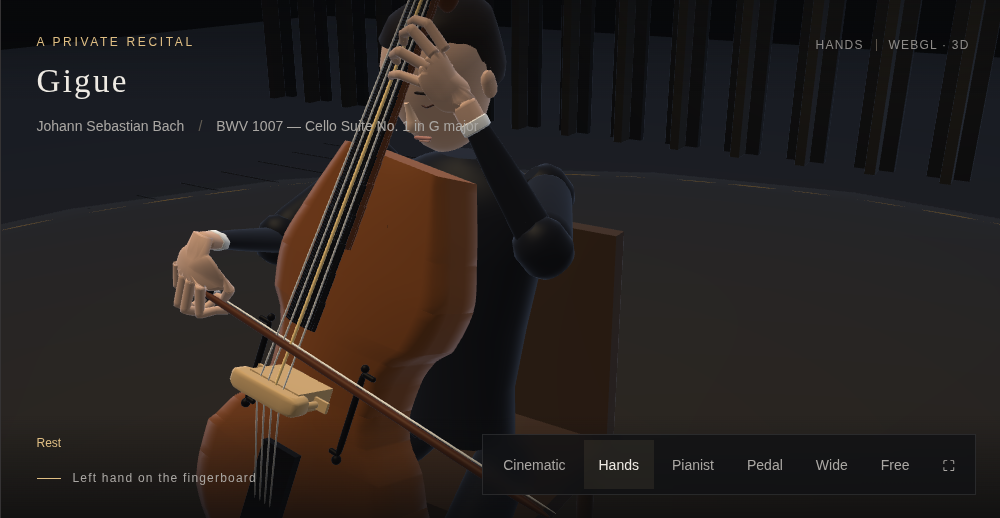 A PRIVATE RECITAL
HANDS | WEBGL · 3D
Gigue
Johann Sebastian Bach / BWV 1007 — Cello Suite No. 1 in G major
Rest
Left hand on the fingerboard
Cinematic Hands Pianist Pedal Wide Free